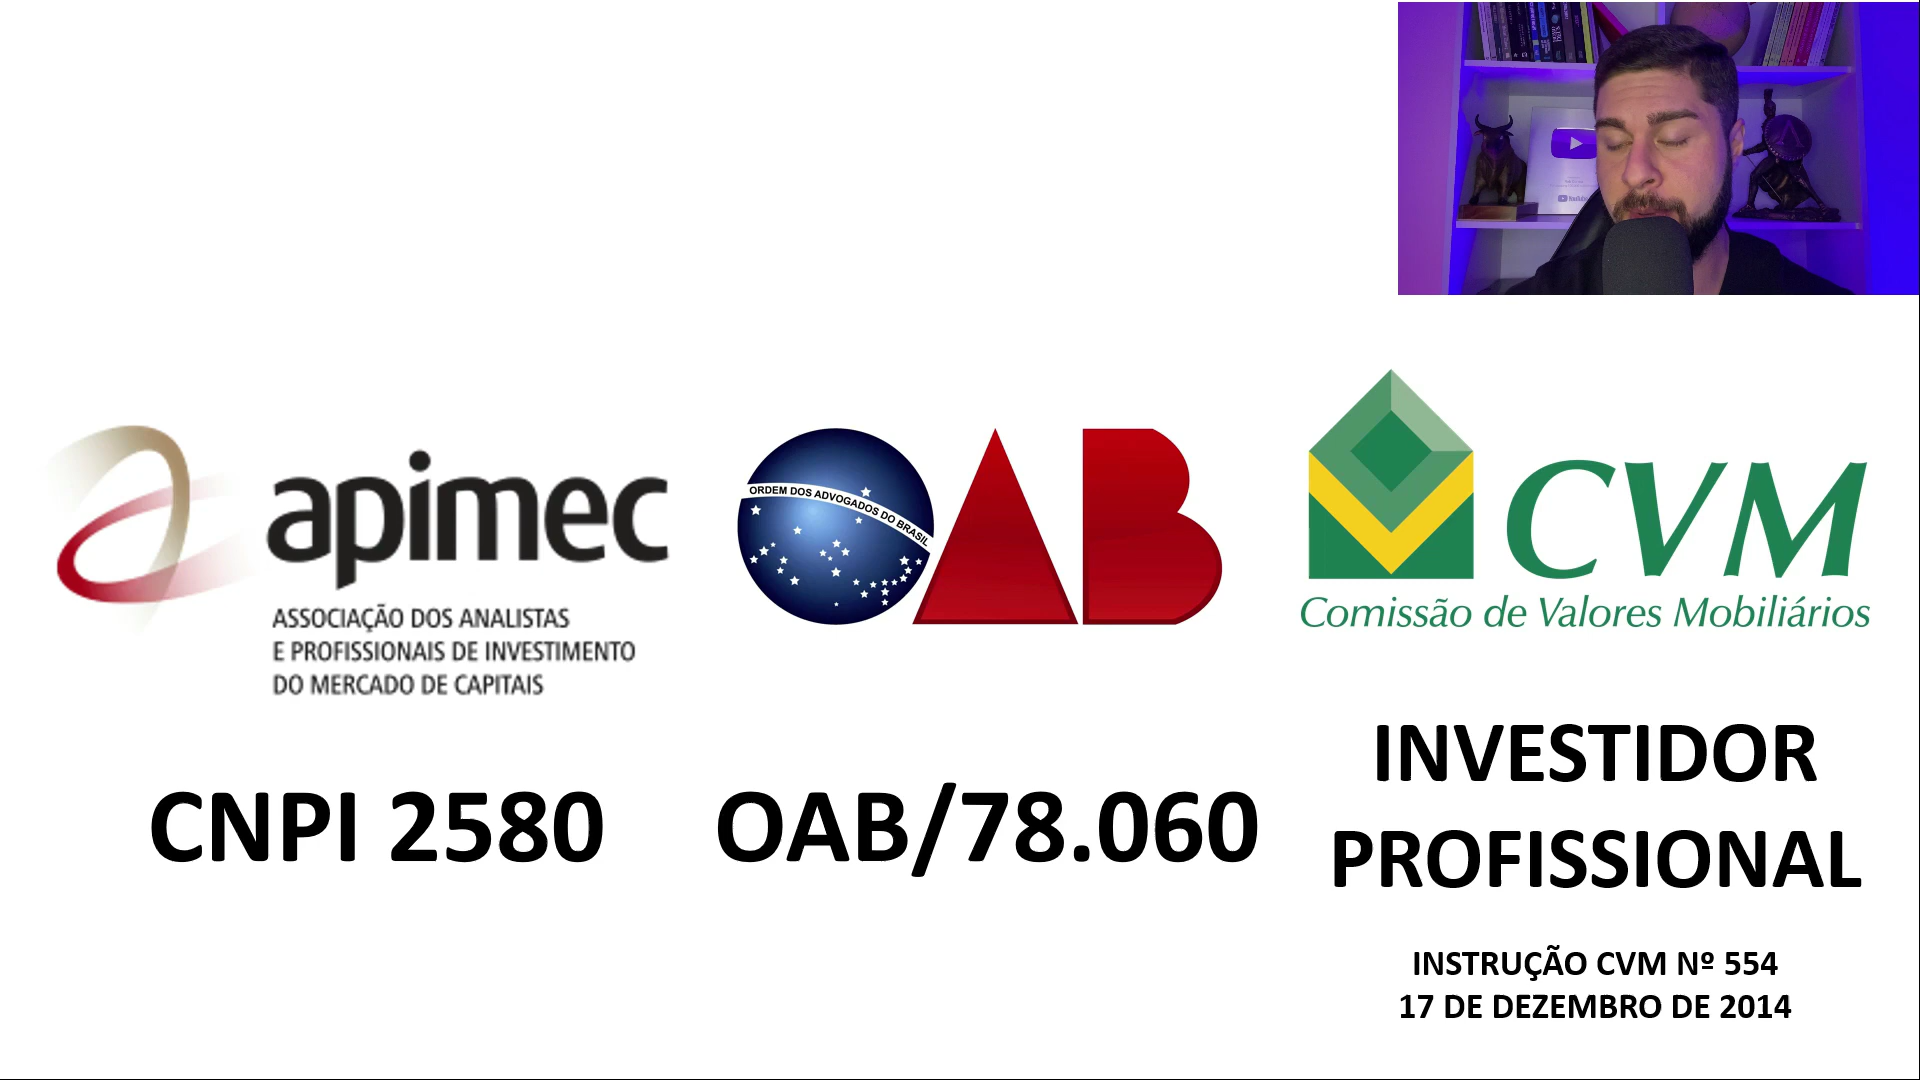 apimec
ASSOCIAÇÃO DOS ANALISTAS
E PROFISSIONAIS DE INVESTIMENTO
DO MERCADO DE CAPITAIS
CNPI 2580
ORDEM DOS ADVOGADOS DO BRASIL
OAB
OAB/78.060
CVM
Comissão de Valores Mobiliários
INVESTIDOR
PROFISSIONAL
INSTRUÇÃO CVM Nº 554
17 DE DEZEMBRO DE 2014